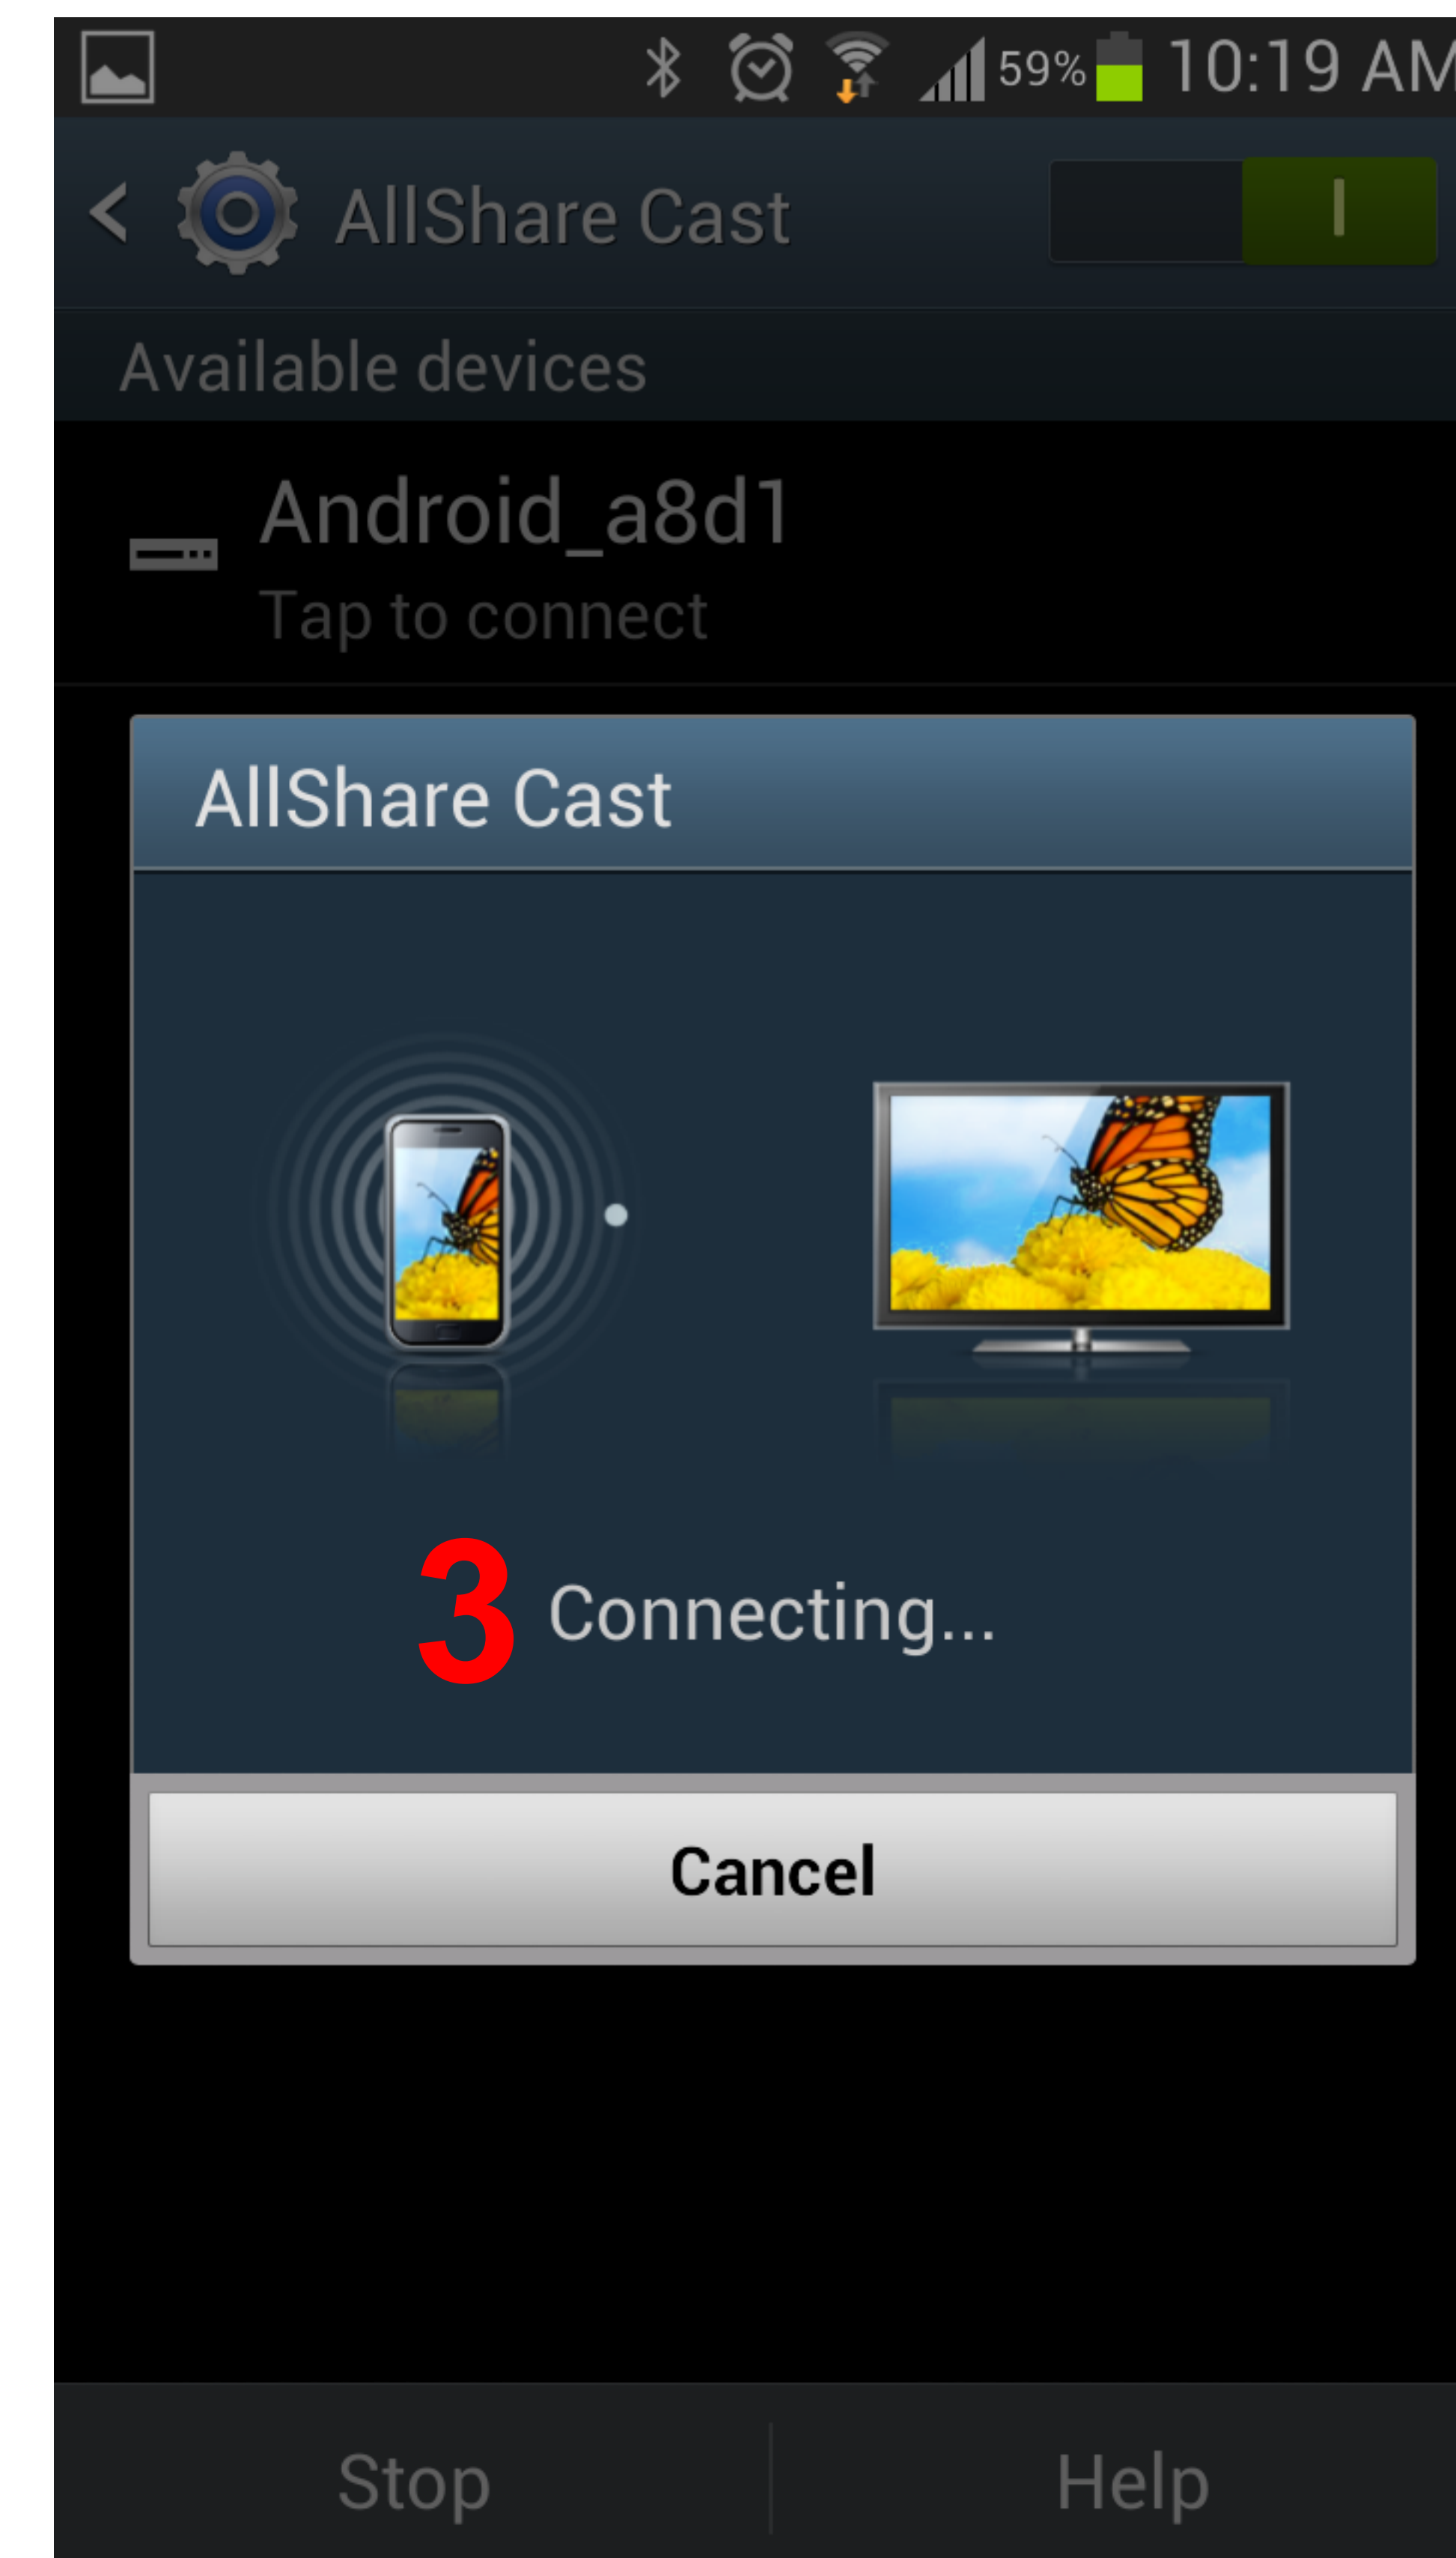 59% 10:19 AM
AllShare Cast
Available devices
Android_a8d1
Tap to connect
AllShare Cast
3 Connecting...
Cancel
Stop Help